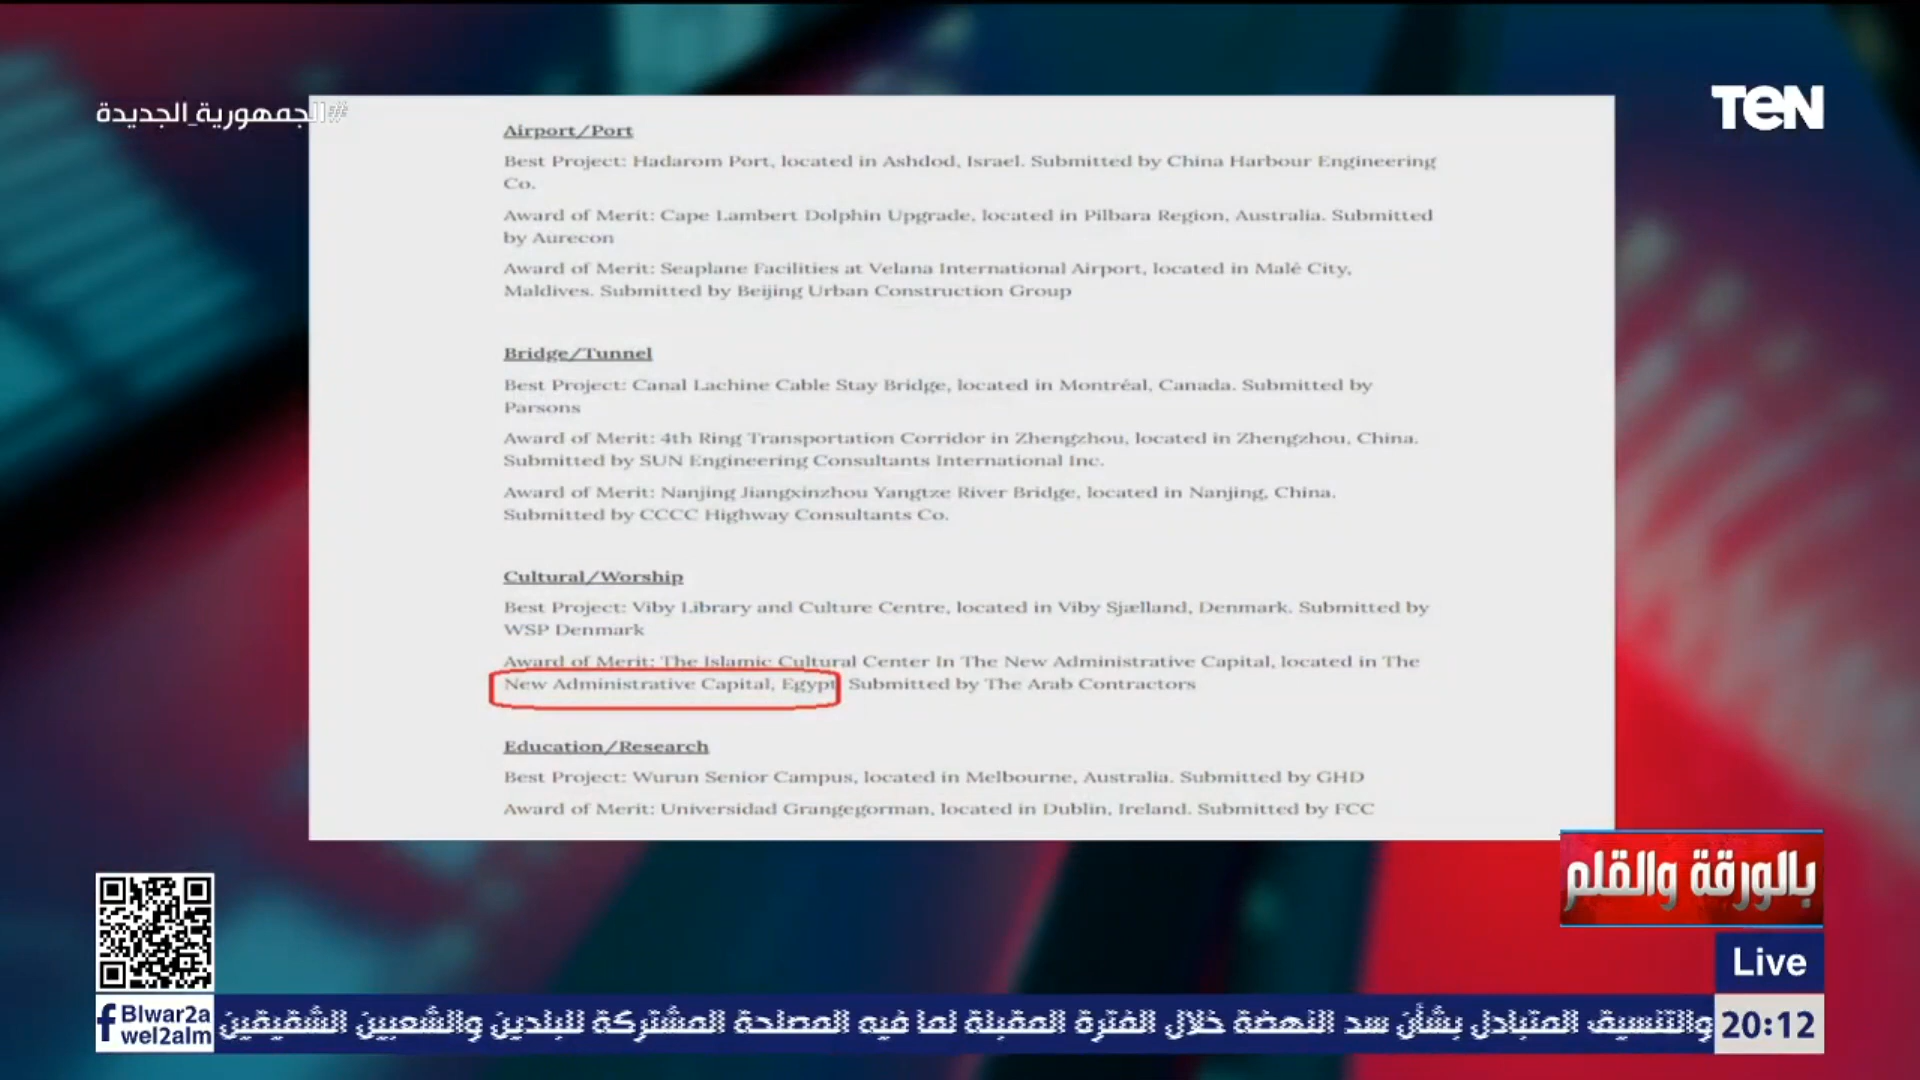 #الجمهورية_الجديدة
TeN
Airport/Port
Best Project: Hadarom Port, located in Ashdod, Israel. Submitted by China Harbour Engineering
Co.
Award of Merit: Cape Lambert Dolphin Upgrade, located in Pilbara Region, Australia. Submitted
by Aurecon
Award of Merit: Seaplane Facilities at Velana International Airport, located in Malé City,
Maldives. Submitted by Beijing Urban Construction Group
Bridge/Tunnel
Best Project: Canal Lachine Cable Stay Bridge, located in Montréal, Canada. Submitted by
Parsons
Award of Merit: 4th Ring Transportation Corridor in Zhengzhou, located in Zhengzhou, China.
Submitted by SUN Engineering Consultants International Inc.
Award of Merit: Nanjing Jiangxinzhou Yangtze River Bridge, located in Nanjing, China.
Submitted by CCCC Highway Consultants Co.
Cultural/Worship
Best Project: Viby Library and Culture Centre, located in Viby Sjælland, Denmark. Submitted by
WSP Denmark
Award of Merit: The Islamic Cultural Center In The New Administrative Capital, located in The
New Administrative Capital, Egypt Submitted by The Arab Contractors
Education/Research
Best Project: Wurun Senior Campus, located in Melbourne, Australia. Submitted by GHD
Award of Merit: Universidad Grangegorman, located in Dublin, Ireland. Submitted by FCC
بالورقة والقلم
Live
f Blwar2a
wel2alm
والتنسيق المتبادل بشأن سد النهضة خلال الفترة المقبلة لما فيه المصلحة المشتركة للبلدين والشعبين الشقيقين
20:12